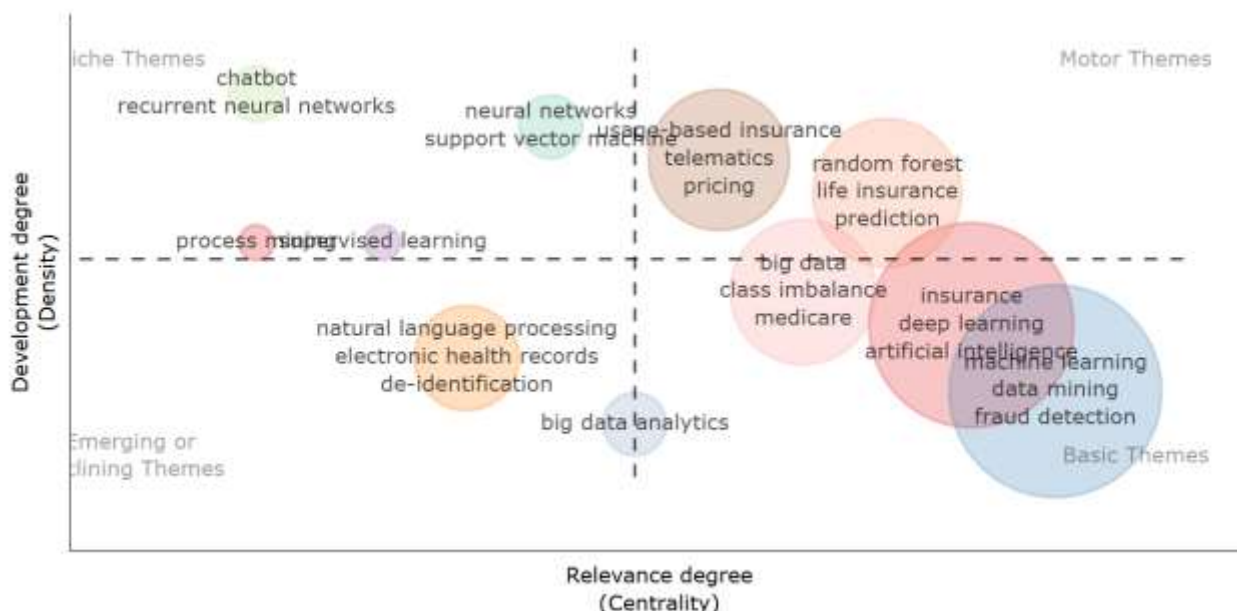 iche Themes
Motor Themes
chatbot
recurrent neural networks
neural networks
support vector machine
usage-based insurance
telematics
pricing
random forest
life insurance
prediction
process mining
supervised learning
big data
class imbalance
medicare
insurance
deep learning
artificial intelligence
machine learning
data mining
fraud detection
natural language processing
electronic health records
de-identification
big data analytics
Emerging or
clining Themes
Basic Themes
Development degree
(Density)
Relevance degree
(Centrality)